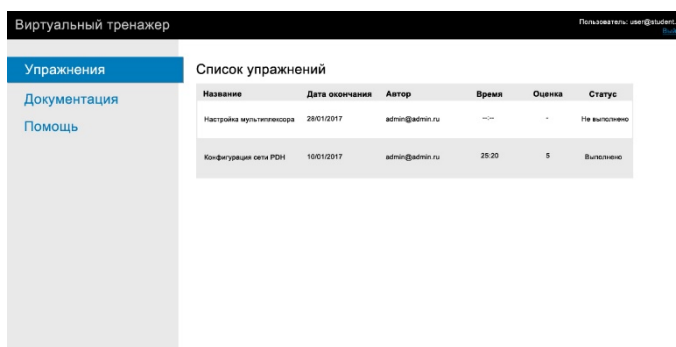 Виртуальный тренажер
Пользователь: user@student.
Упражнения
Документация
Помощь
Список упражнений
Название Дата окончания Автор Время Оценка Статус
Настройка мультиплексора 28/01/2017 admin@admin.ru --:-- - Не выполнено
Конфигурация сети PDH 10/01/2017 admin@admin.ru 25:20 5 Выполнено